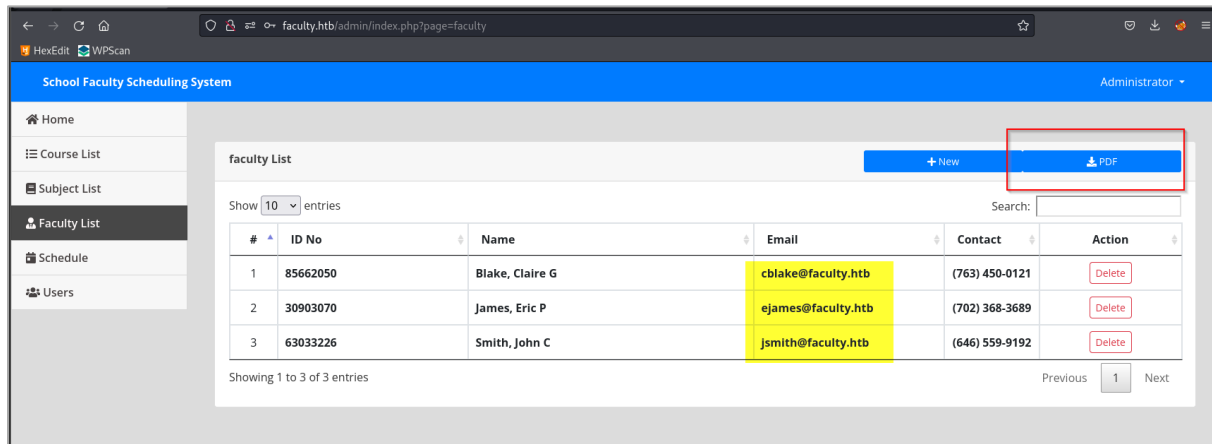 faculty.htb/admin/index.php?page=faculty
HexEdit WPScan
School Faculty Scheduling System Administrator
Home
Course List
Subject List
Faculty List
Schedule
Users
faculty List + New PDF
Show 10 entries Search:
# ID No Name Email Contact Action
1 85662050 Blake, Claire G cblake@faculty.htb (763) 450-0121 Delete
2 30903070 James, Eric P ejames@faculty.htb (702) 368-3689 Delete
3 63033226 Smith, John C jsmith@faculty.htb (646) 559-9192 Delete
Showing 1 to 3 of 3 entries Previous 1 Next